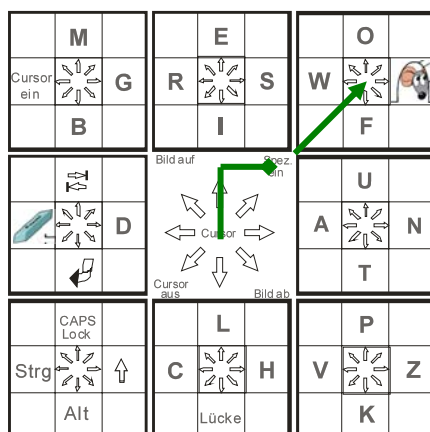 M E O
Cursor ein G R S W
B I F
Bild auf Spez. ein U
D Cursor A N
Cursor aus Bild ab T
CAPS Lock L P
Strg C H V Z
Alt Lücke K